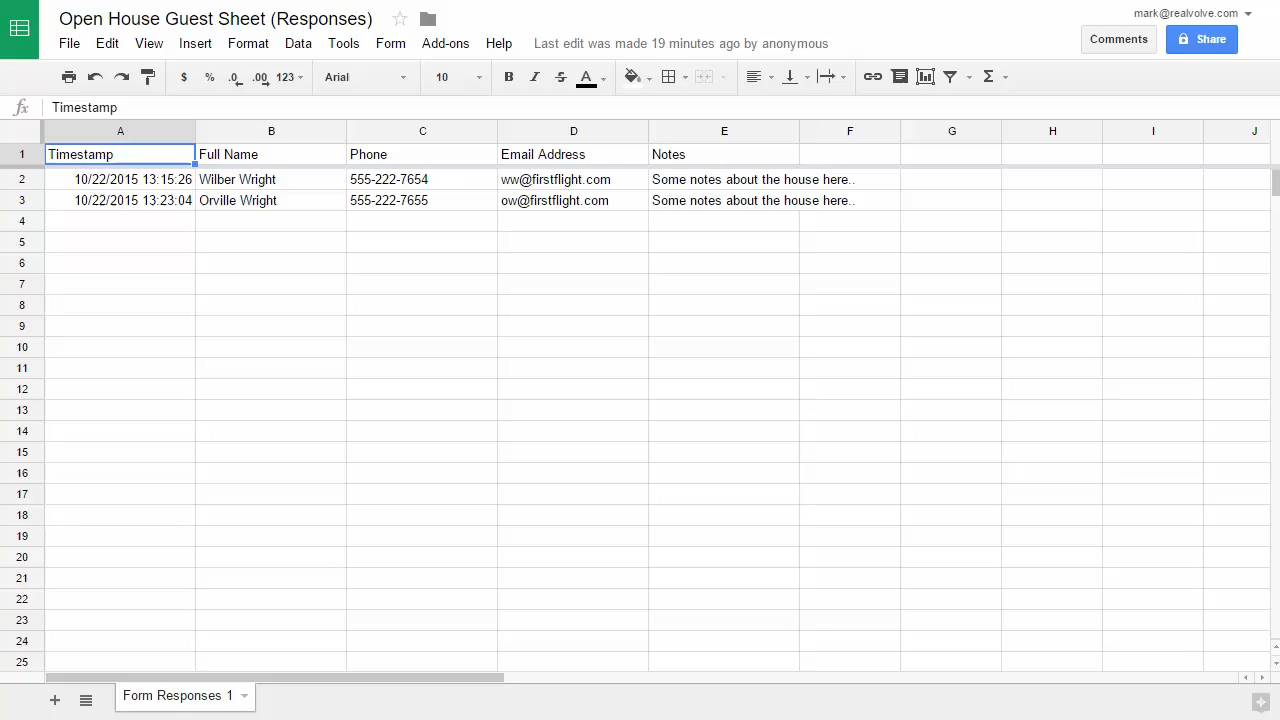 Open House Guest Sheet (Responses)
mark@realvolve.com
File Edit View Insert Format Data Tools Form Add-ons Help Last edit was made 19 minutes ago by anonymous
Comments Share
$ % .0 .00 123 Arial 10 B I S A Σ
fx Timestamp
A B C D E F G H I J
1 Timestamp Full Name Phone Email Address Notes
2 10/22/2015 13:15:26 Wilber Wright 555-222-7654 ww@firstflight.com Some notes about the house here..
3 10/22/2015 13:23:04 Orville Wright 555-222-7655 ow@firstflight.com Some notes about the house here..
4
5
6
7
8
9
10
11
12
13
14
15
16
17
18
19
20
21
22
23
24
25
Form Responses 1